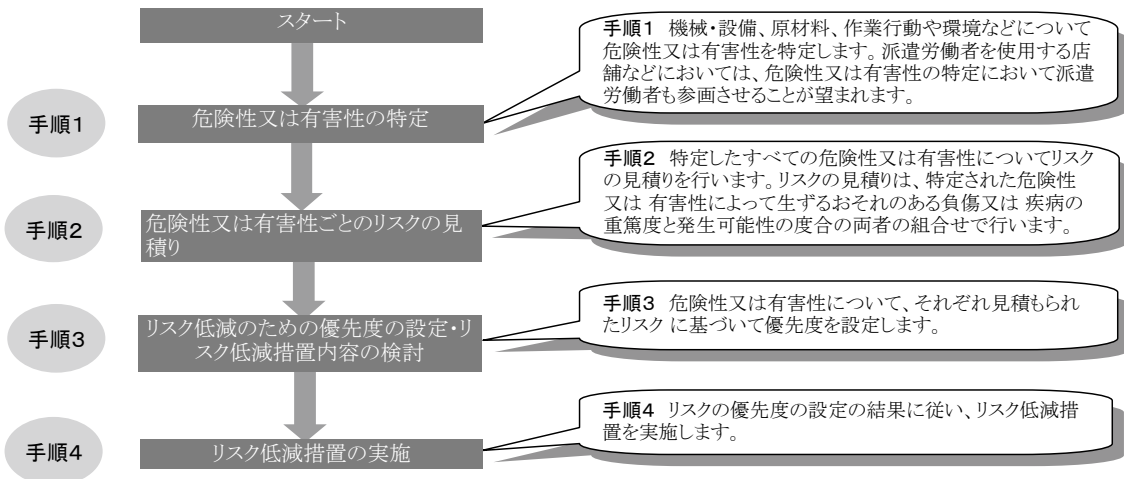 スタート
手順1 機械・設備、原材料、作業行動や環境などについて
危険性又は有害性を特定します。派遣労働者を使用する店
舗などにおいては、危険性又は有害性の特定において派遣
労働者も参画させることが望まれます。
手順1
危険性又は有害性の特定
手順2 特定したすべての危険性又は有害性についてリスク
の見積りを行います。リスクの見積りは、特定された危険性
又は 有害性によって生ずるおそれのある負傷又は 疾病の
重篤度と発生可能性の度合の両者の組合せで行います。
手順2
危険性又は有害性ごとのリスクの見
積り
手順3 危険性又は有害性について、それぞれ見積もられ
たリスク に基づいて優先度を設定します。
手順3
リスク低減のための優先度の設定・リ
スク低減措置内容の検討
手順4 リスクの優先度の設定の結果に従い、リスク低減措
置を実施します。
手順4
リスク低減措置の実施